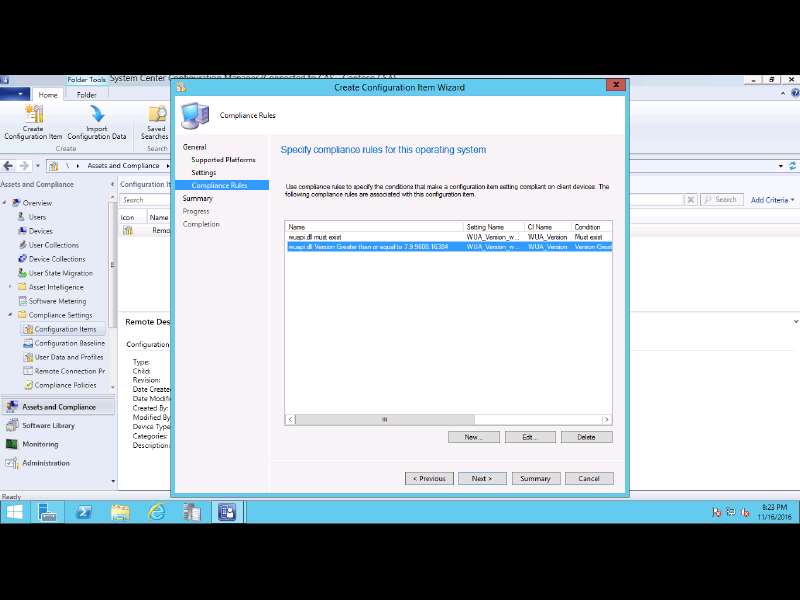 Folder Tools
System Center Configuration Manager (Connected to CAS - Contoso CSA)
Home
Folder
Create
Configuration Item
Import
Configuration Data
Saved
Searches
Create
Search
\
Assets and Compliance
Assets and Compliance
Overview
Users
Devices
User Collections
Device Collections
User State Migration
Asset Intelligence
Software Metering
Compliance Settings
Configuration Items
Configuration Baseline
User Data and Profiles
Remote Connection Pr
Compliance Policies
Assets and Compliance
Software Library
Monitoring
Administration
Ready
Configuration It
Search
Icon
Name
Remo
Search
Add Criteria
Remote Des
Configuration
Type:
Child:
Revision:
Date Created
Date Modifi
Created By:
Modified By
Device Type
Categories:
Description:
Create Configuration Item Wizard
Compliance Rules
General
Supported Platforms
Settings
Compliance Rules
Summary
Progress
Completion
Specify compliance rules for this operating system
Use compliance rules to specify the conditions that make a configuration item setting compliant on client devices. The
following compliance rules are associated with this configuration item.
Name
Setting Name
CI Name
Condition
wuapi.dll must exist
WUA_Version_w...
WUA_Version
Must exist
wuapi.dll Version Greater than or equal to 7.9.9600.16384
WUA_Version_w...
WUA_Version
Version Great
New...
Edit...
Delete
< Previous
Next >
Summary
Cancel
8:23 PM
11/16/2016